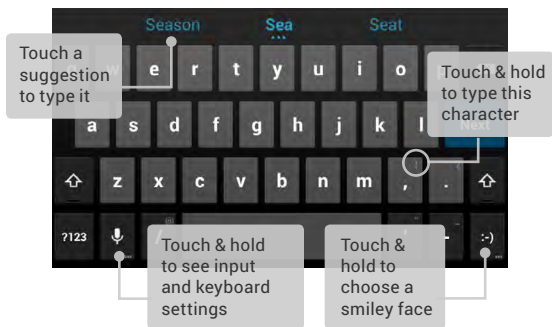 Season Sea Seat
Touch a
suggestion
to type it
w e r t y u i o p
Touch & hold
to type this
character
a s d f g h j k l Next
z x c v b n m , .
?123 / ' - :-)
Touch & hold
to see input
and keyboard
settings
Touch &
hold to
choose a
smiley face